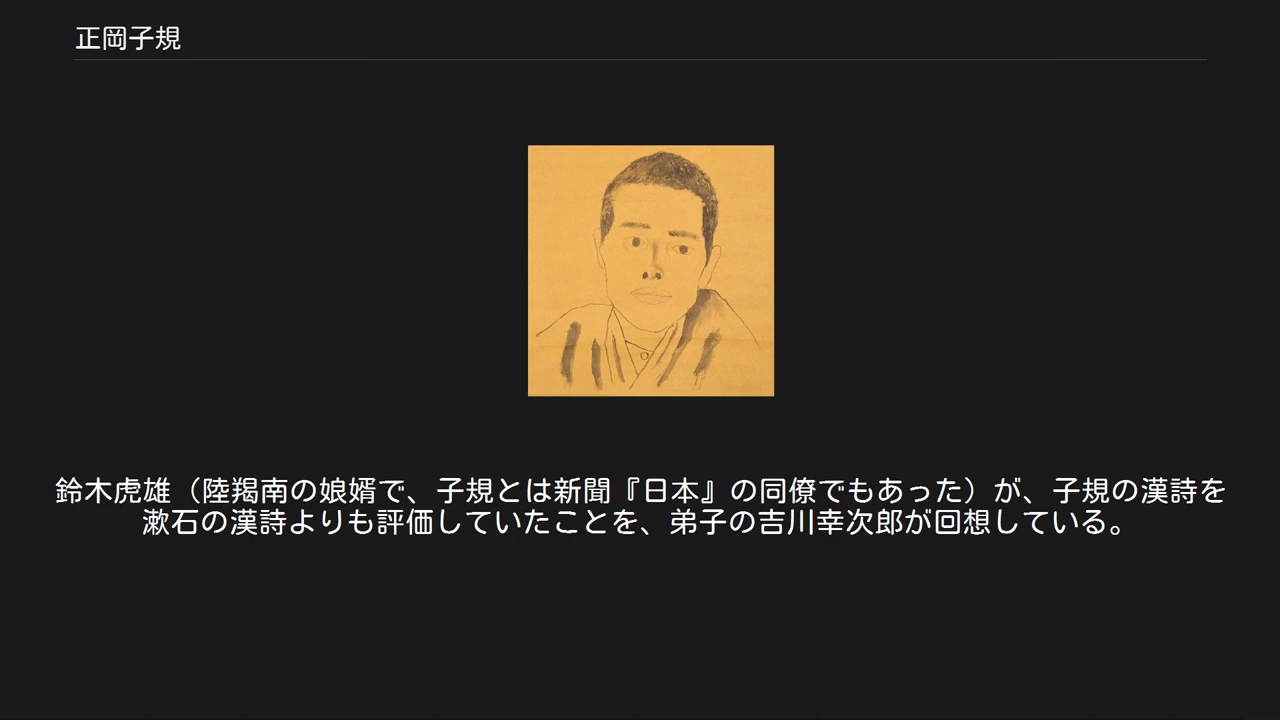 正岡子規
鈴木虎雄（陸羯南の娘婿で、子規とは新聞『日本』の同僚でもあった）が、子規の漢詩を
漱石の漢詩よりも評価していたことを、弟子の吉川幸次郎が回想している。